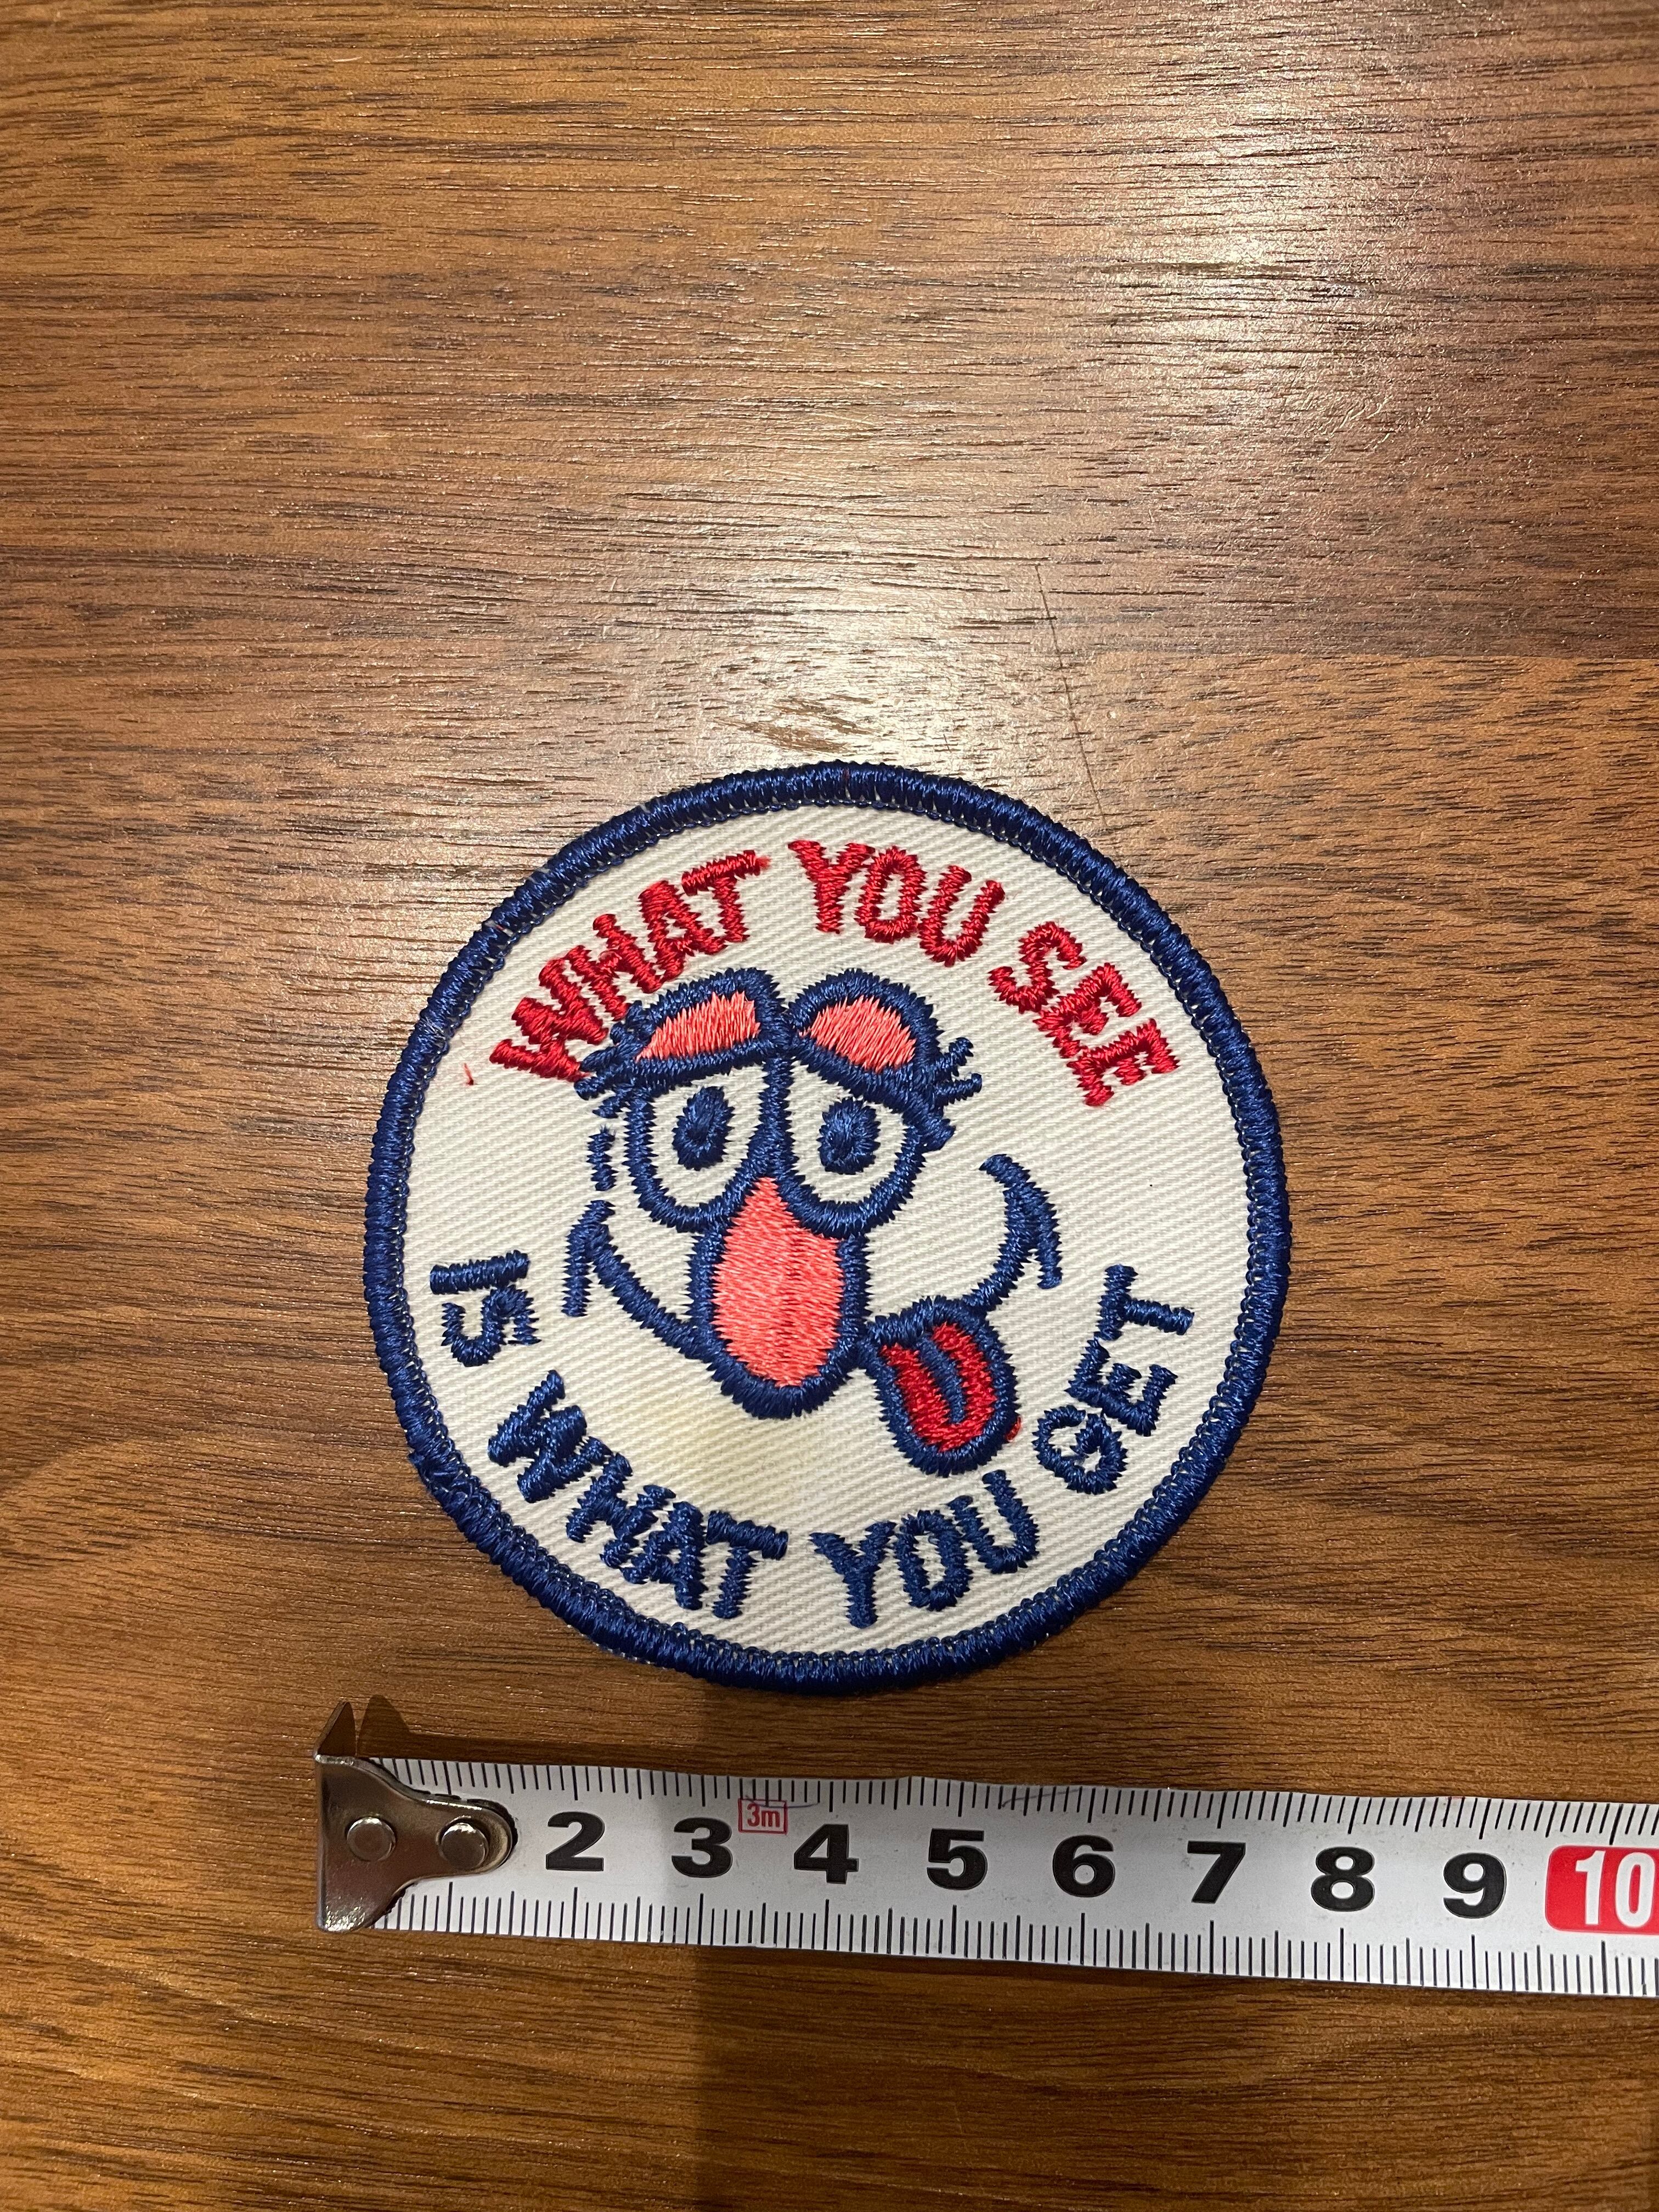 WHAT YOU SEE
IS WHAT YOU GET
3m
2 3 4 5 6 7 8 9 10